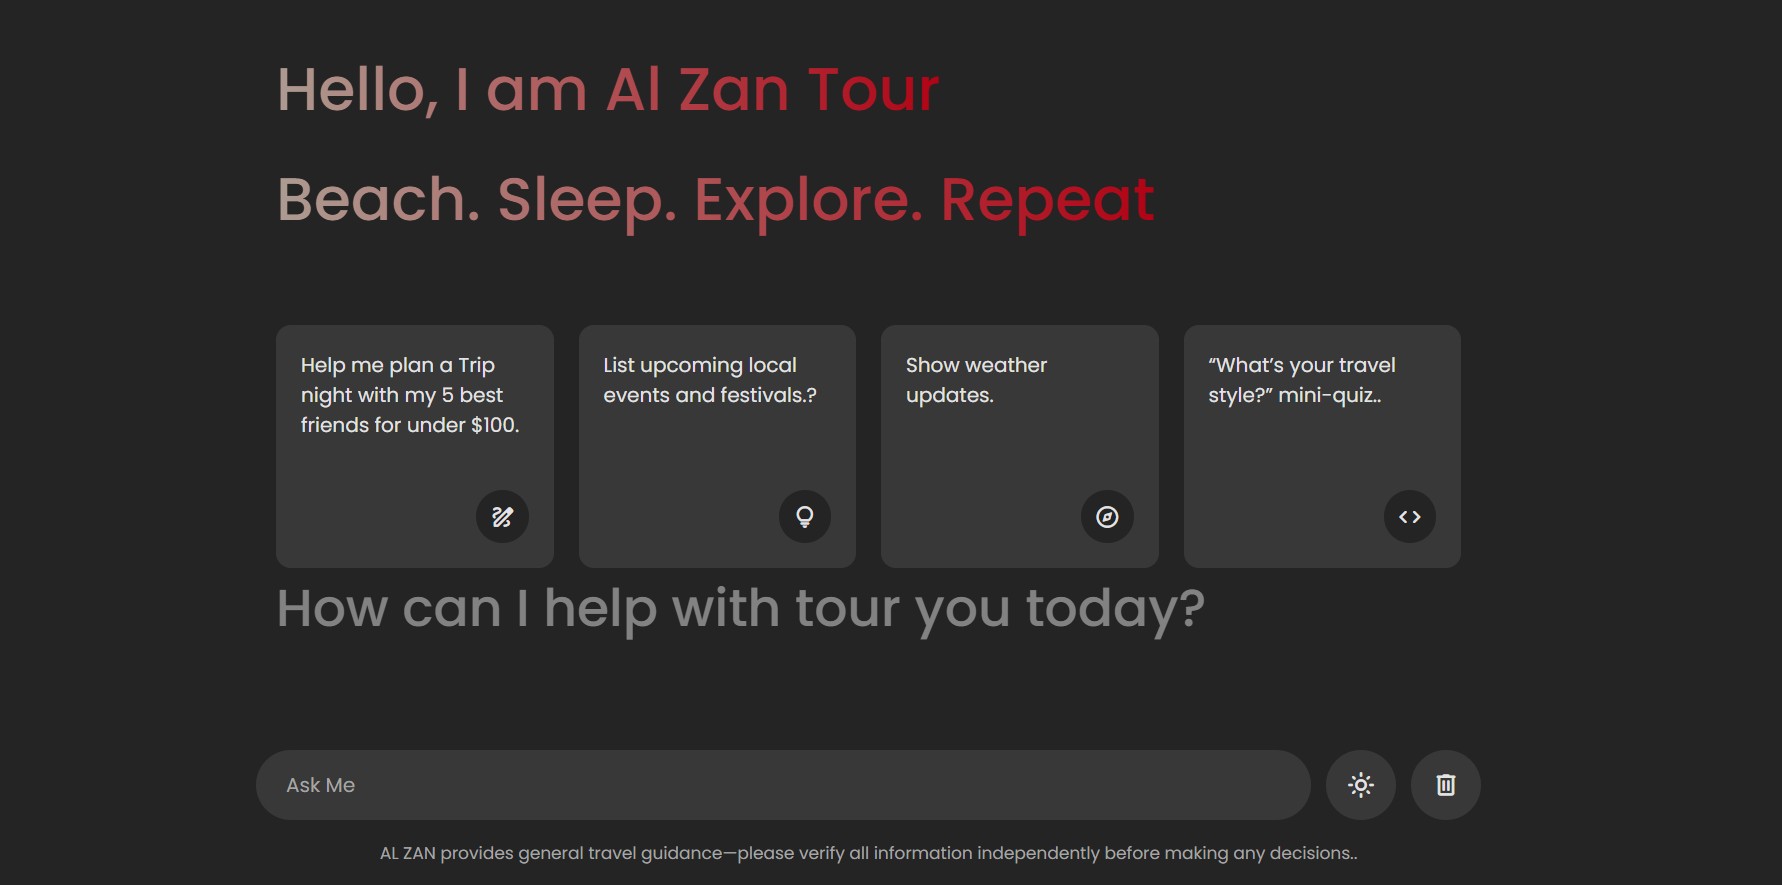 Hello, I am Al Zan Tour
Beach. Sleep. Explore. Repeat
Help me plan a Trip
night with my 5 best
friends for under $100.
List upcoming local
events and festivals.?
Show weather
updates.
“What’s your travel
style?” mini-quiz..
How can I help with tour you today?
Ask Me
AL ZAN provides general travel guidance—please verify all information independently before making any decisions..